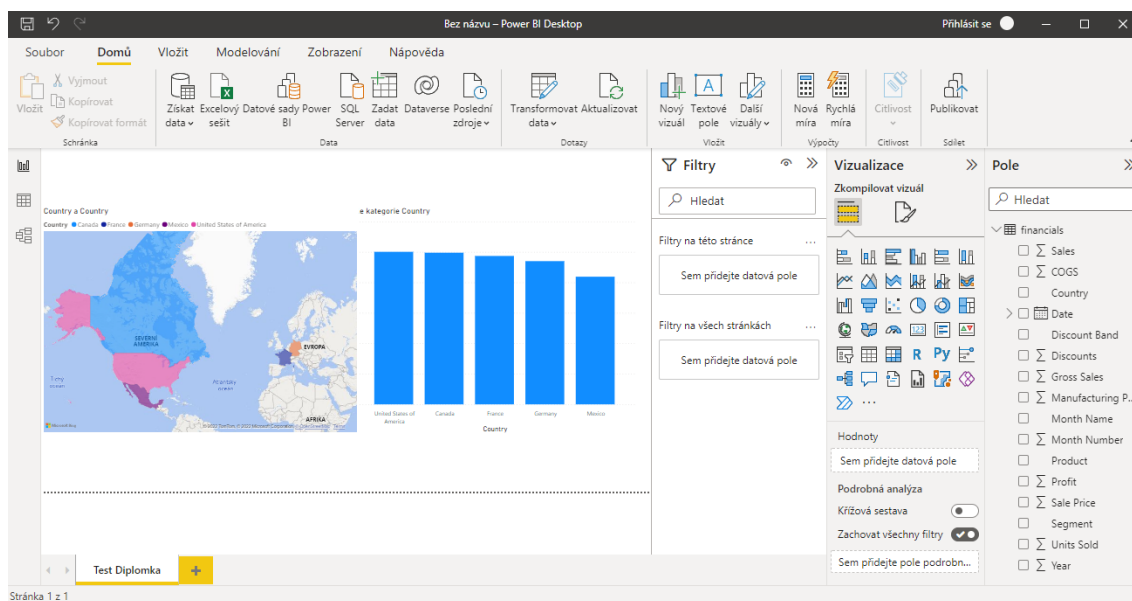 Bez názvu – Power BI Desktop
Přihlásit se
Soubor Domů Vložit Modelování Zobrazení Nápověda
Vložit
Vyjmout
Kopírovat
Kopírovat formát
Schránka
Získat data
Excelový sešit
Datové sady Power BI
SQL Server
Zadat data
Dataverse
Poslední zdroje
Data
Transformovat data
Aktualizovat
Dotazy
Nový vizuál
Textové pole
Další vizuály
Vložit
Nová míra
Rychlá míra
Výpočty
Citlivost
Citlivost
Publikovat
Sdílet
Country a Country
Country Canada France Germany Mexico United States of America
SEVERNÍ
AMERIKA
EVROPA
AFRIKA
Tichý
oceán
Atlantský
oceán
Microsoft Bing
e kategorie Country
United States of
America
Canada
France
Germany
Mexico
Country
Filtry
Hledat
Filtry na této stránce ...
Sem přidejte datová pole
Filtry na všech stránkách ...
Sem přidejte datová pole
Vizualizace
Zkompilovat vizuál
123
R Py
...
Hodnoty
Sem přidejte datová pole
Podrobná analýza
Křížová sestava
Zachovat všechny filtry
Sem přidejte pole podrobn...
Pole
Hledat
financials
Sales
COGS
Country
Date
Discount Band
Discounts
Gross Sales
Manufacturing P...
Month Name
Month Number
Product
Profit
Sale Price
Segment
Units Sold
Year
Test Diplomka
Stránka 1 z 1